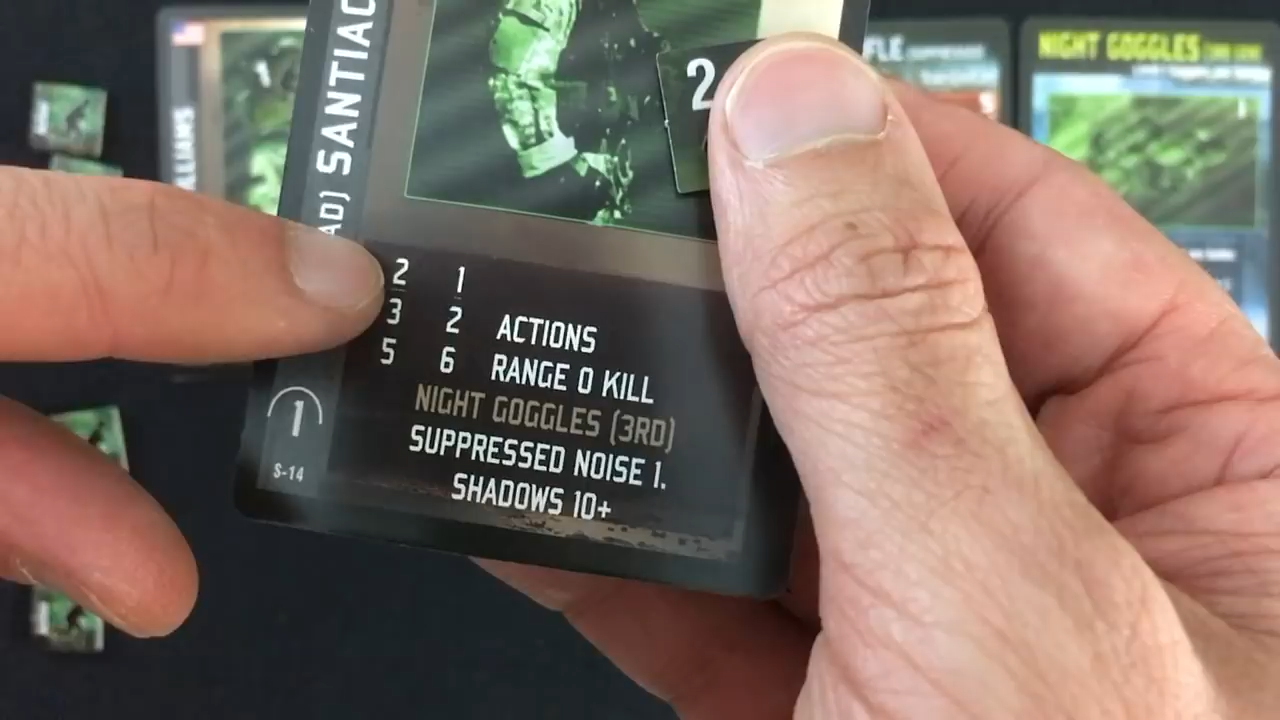 NIGHT GOGGLES
2
AD) SANTIAG
2 1
3 2 ACTIONS
5 6 RANGE 0 KILL
NIGHT GOGGLES (3RD)
SUPPRESSED NOISE 1.
SHADOWS 10+
1
S-14